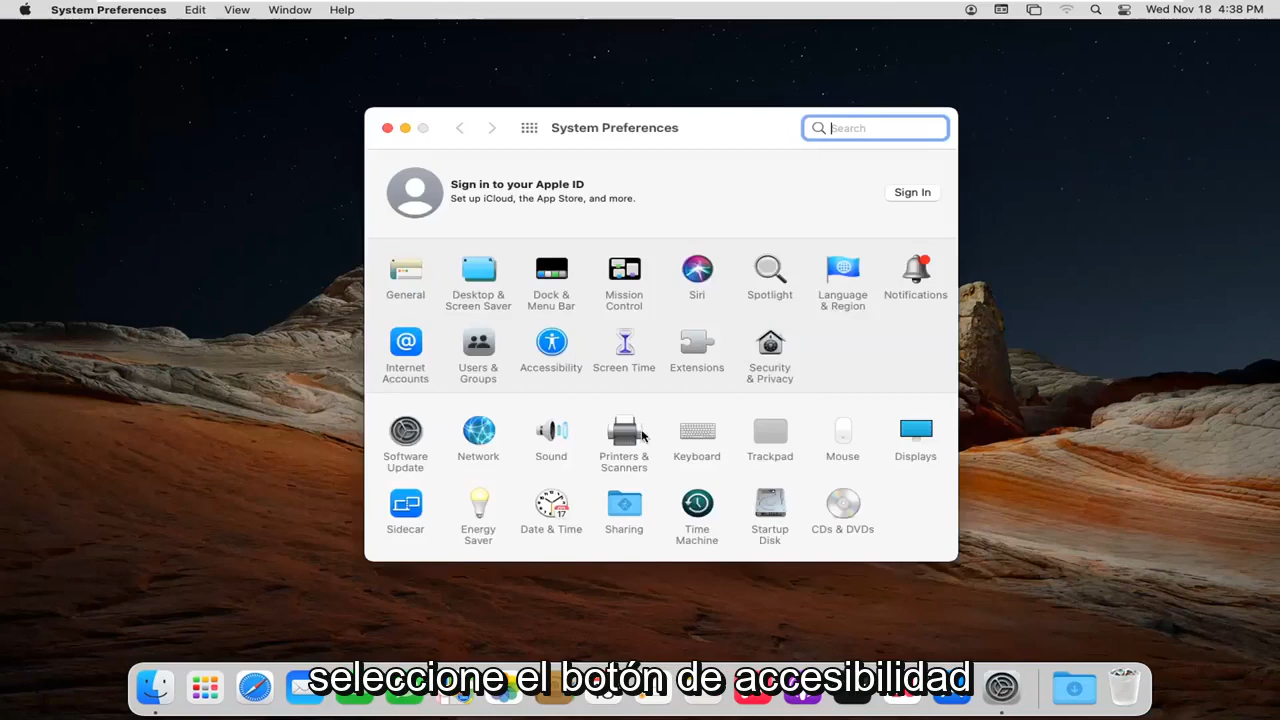 System Preferences Edit View Window Help Wed Nov 18 4:38 PM
System Preferences Search
Sign in to your Apple ID
Set up iCloud, the App Store, and more.
Sign In
General Desktop & Screen Saver Dock & Menu Bar Mission Control Siri Spotlight Language & Region Notifications
Internet Accounts Users & Groups Accessibility Screen Time Extensions Security & Privacy
Software Update Network Sound Printers & Scanners Keyboard Trackpad Mouse Displays
Sidecar Energy Saver Date & Time Sharing Time Machine Startup Disk CDs & DVDs
17
seleccione el botón de accesibilidad